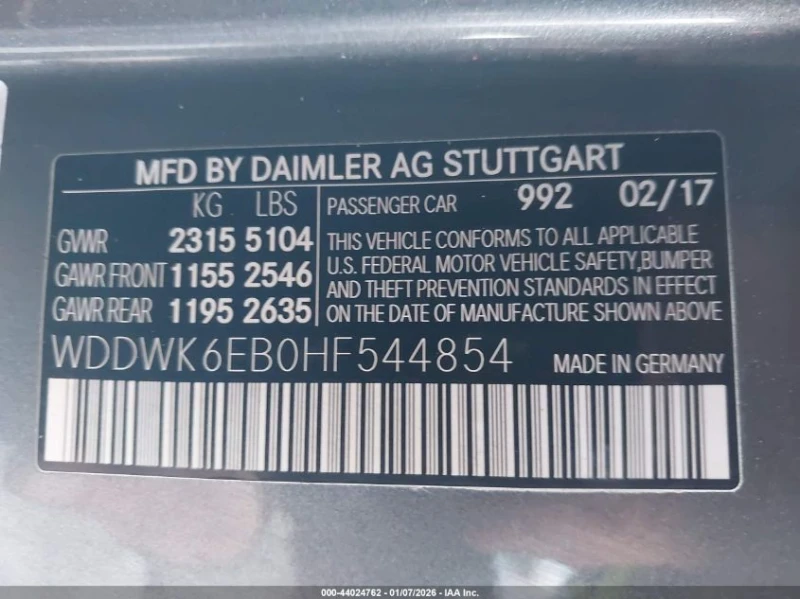 MFD BY DAIMLER AG STUTTGART
KG LBS
GVWR 2315 5104
GAWR FRONT 1155 2546
GAWR REAR 1195 2635
PASSENGER CAR 992 02/17
THIS VEHICLE CONFORMS TO ALL APPLICABLE
U.S. FEDERAL MOTOR VEHICLE SAFETY,BUMPER
AND THEFT PREVENTION STANDARDS IN EFFECT
ON THE DATE OF MANUFACTURE SHOWN ABOVE
WDDWK6EB0HF544854 MADE IN GERMANY
000-44024762 - 01/07/2026 - IAA Inc.